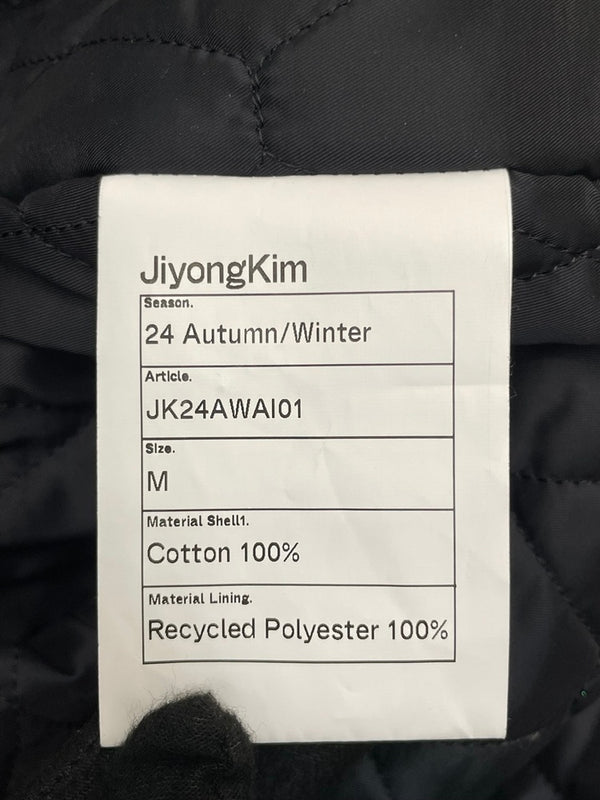 JiyongKim
Season.
24 Autumn/Winter
Article.
JK24AWAI01
Size.
M
Material Shell1.
Cotton 100%
Material Lining.
Recycled Polyester 100%